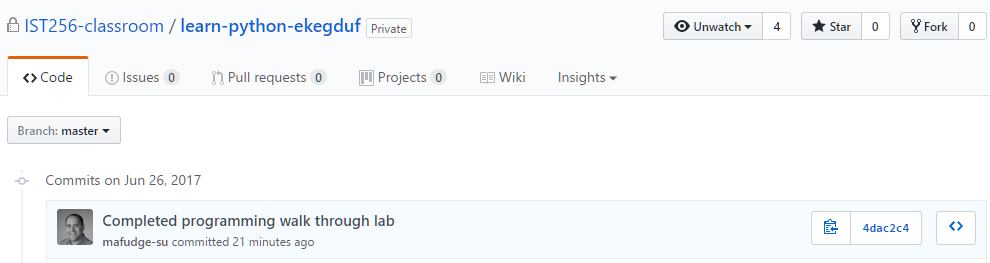 IST256-classroom / learn-python-ekegduf Private Unwatch 4 Star 0 Fork 0
Code Issues 0 Pull requests 0 Projects 0 Wiki Insights
Branch: master
Commits on Jun 26, 2017
Completed programming walk through lab
mafudge-su committed 21 minutes ago 4dac2c4